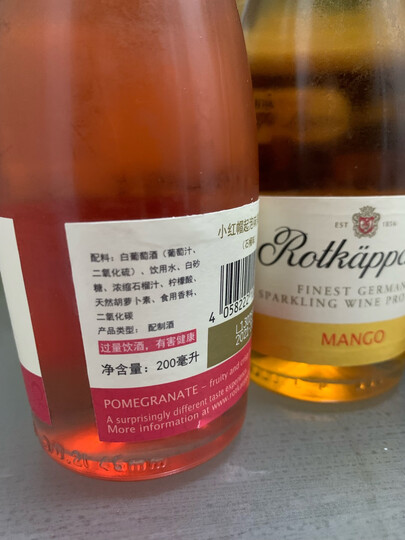 小红帽起泡
配料：白葡萄酒（葡萄汁、
二氧化硫）、饮用水、白砂
糖、浓缩石榴汁、柠檬酸、
天然胡萝卜素、食用香料、
二氧化碳
产品类型：配制酒
过量饮酒，有害健康
净含量：200毫升
4 058222
POMEGRANATE – fruity and
A surprisingly different taste
More information at www.
EST 1856
Rotkäppc
FINEST GERMAN
SPARKLING WINE PRO
MANGO